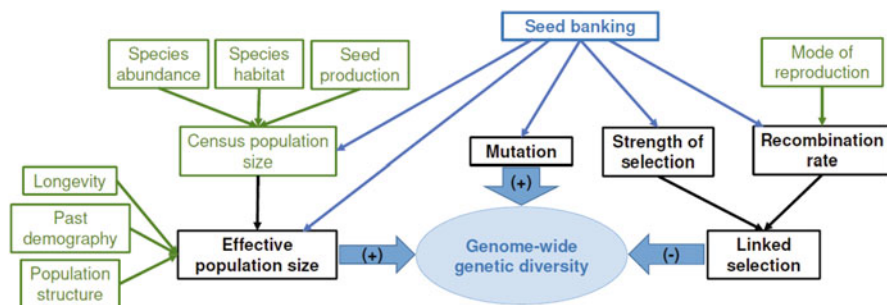 Seed banking
Species
abundance
Species
habitat
Seed
production
Mode of
reproduction
Census population
size
Mutation
Strength of
selection
Recombination
rate
Longevity
Past
demography
Population
structure
(+)
Effective
population size
(+)
Genome-wide
genetic diversity
(-)
Linked
selection